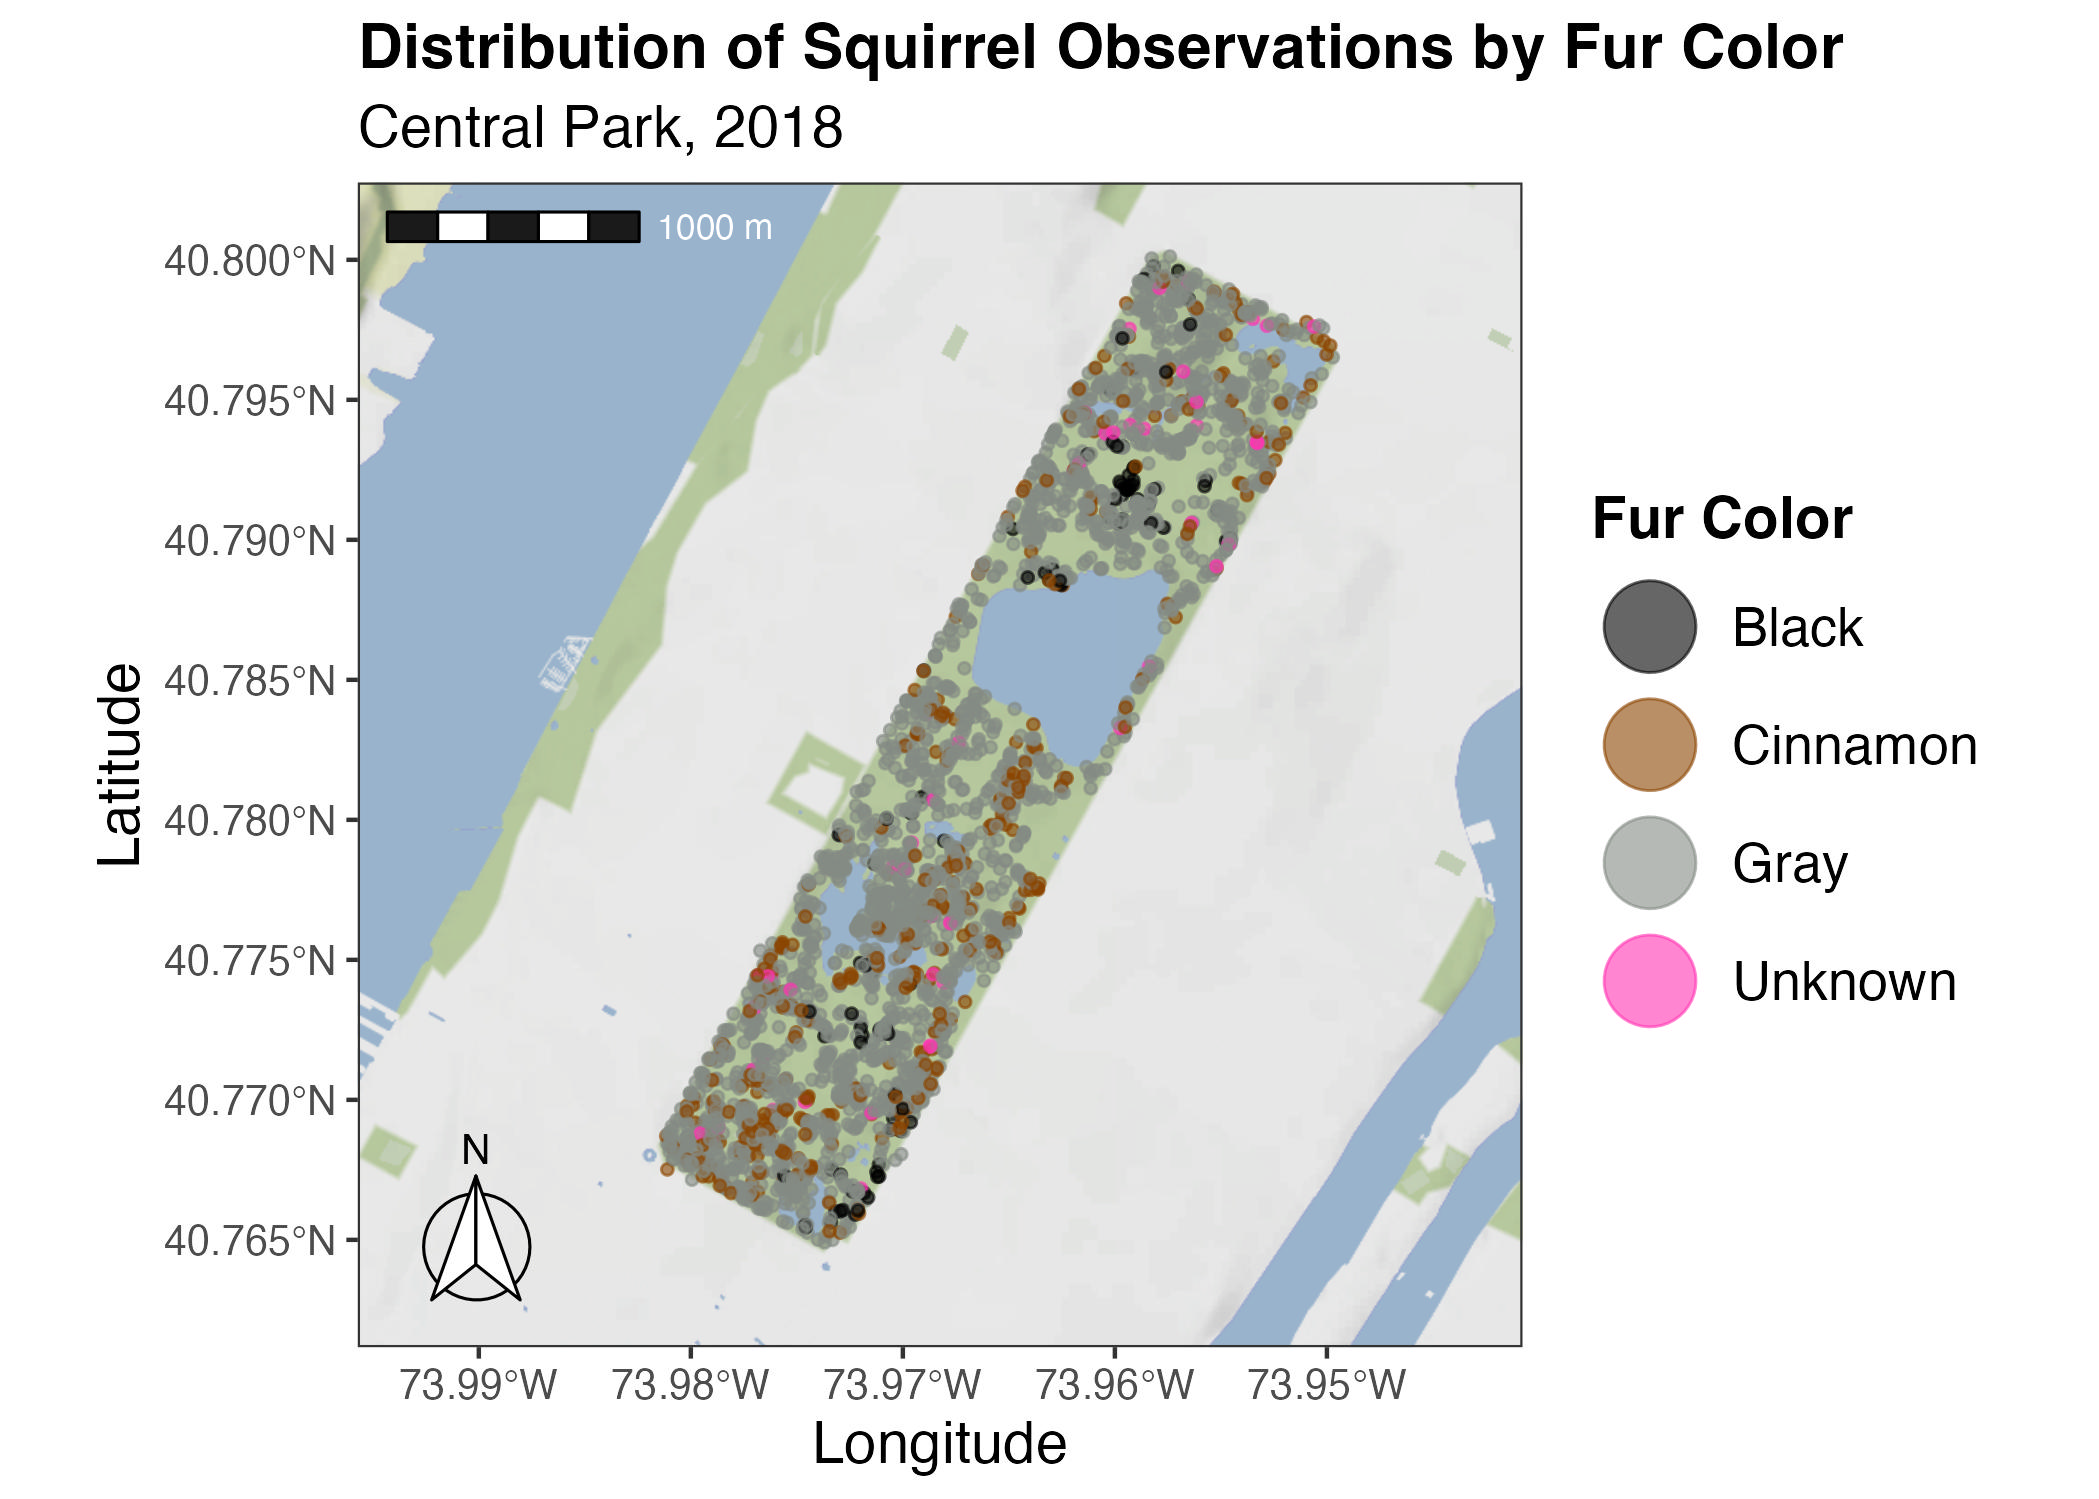 Distribution of Squirrel Observations by Fur Color
Central Park, 2018
1000 m
40.800°N
40.795°N
40.790°N
40.785°N
40.780°N
40.775°N
40.770°N
40.765°N
Latitude
N
73.99°W
73.98°W
73.97°W
73.96°W
73.95°W
Longitude
Fur Color
Black
Cinnamon
Gray
Unknown